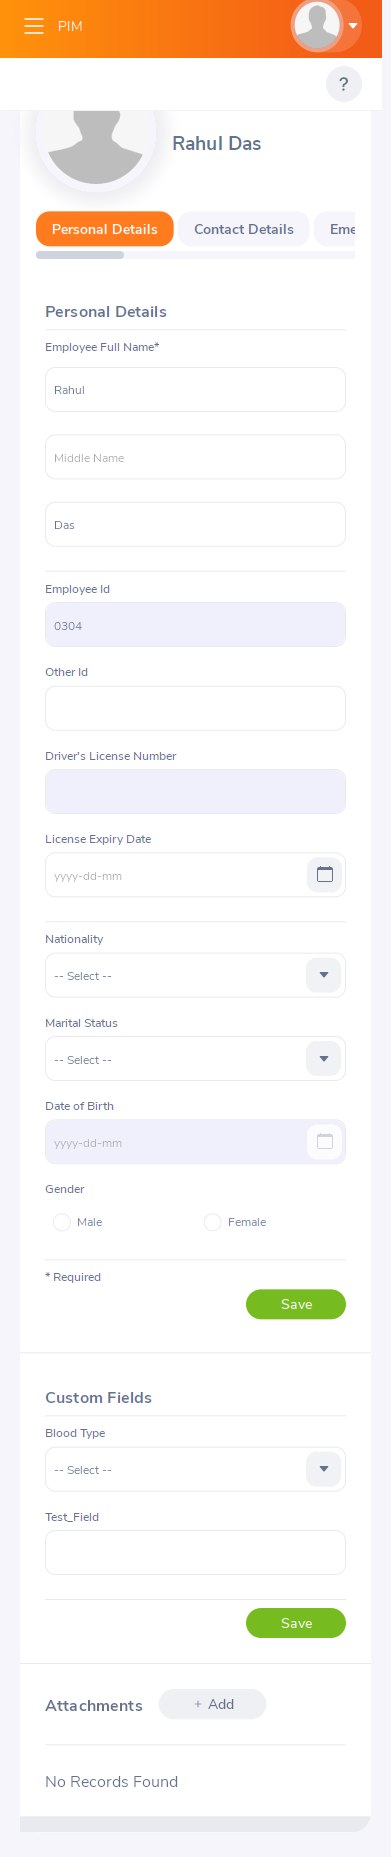 PIM
?
Rahul Das
Personal Details Contact Details Eme
Personal Details
Employee Full Name*
Rahul
Middle Name
Das
Employee Id
0304
Other Id
Driver's License Number
License Expiry Date
yyyy-dd-mm
Nationality
-- Select --
Marital Status
-- Select --
Date of Birth
yyyy-dd-mm
Gender
Male Female
* Required
Save
Custom Fields
Blood Type
-- Select --
Test_Field
Save
Attachments + Add
No Records Found